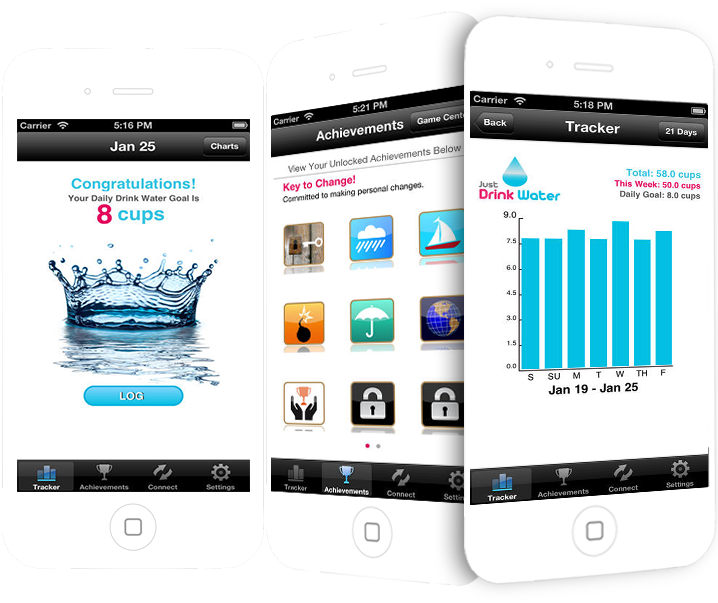 Carrier 5:16 PM
Jan 25
Charts
Congratulations!
Your Daily Drink Water Goal Is
8 cups
LOG
Tracker
Achievements
Connect
Settings
Carrier 5:21 PM
Achievements
Game Cent
View Your Unlocked Achievements Below
Key to Change!
Committed to making personal changes.
Tracker
Achievements
Connect
Settin
Carrier 5:18 PM
Back
Tracker
21 Days
Just
Drink Water
Total: 58.0 cups
This Week: 50.0 cups
Daily Goal: 8.0 cups
9.0
7.5
6.0
4.5
3.0
1.5
0.0
S SU M T W TH F
Jan 19 - Jan 25
Tracker
Achievements
Connect
Settings